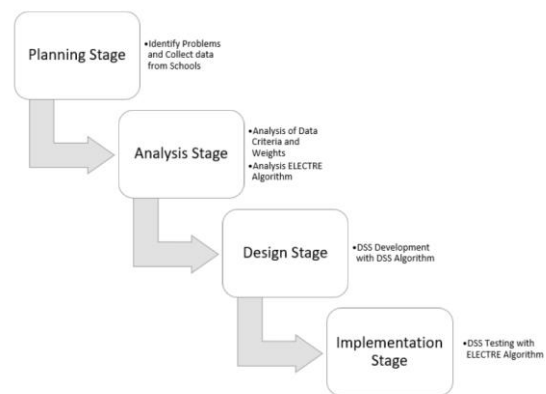 Planning Stage
•Identify Problems
and Collect data
from Schools
Analysis Stage
•Analysis of Data
Criteria and
Weights
•Analysis ELECTRE
Algorithm
Design Stage
•DSS Development
with DSS Algorithm
Implementation
Stage
•DSS Testing with
ELECTRE Algorithm